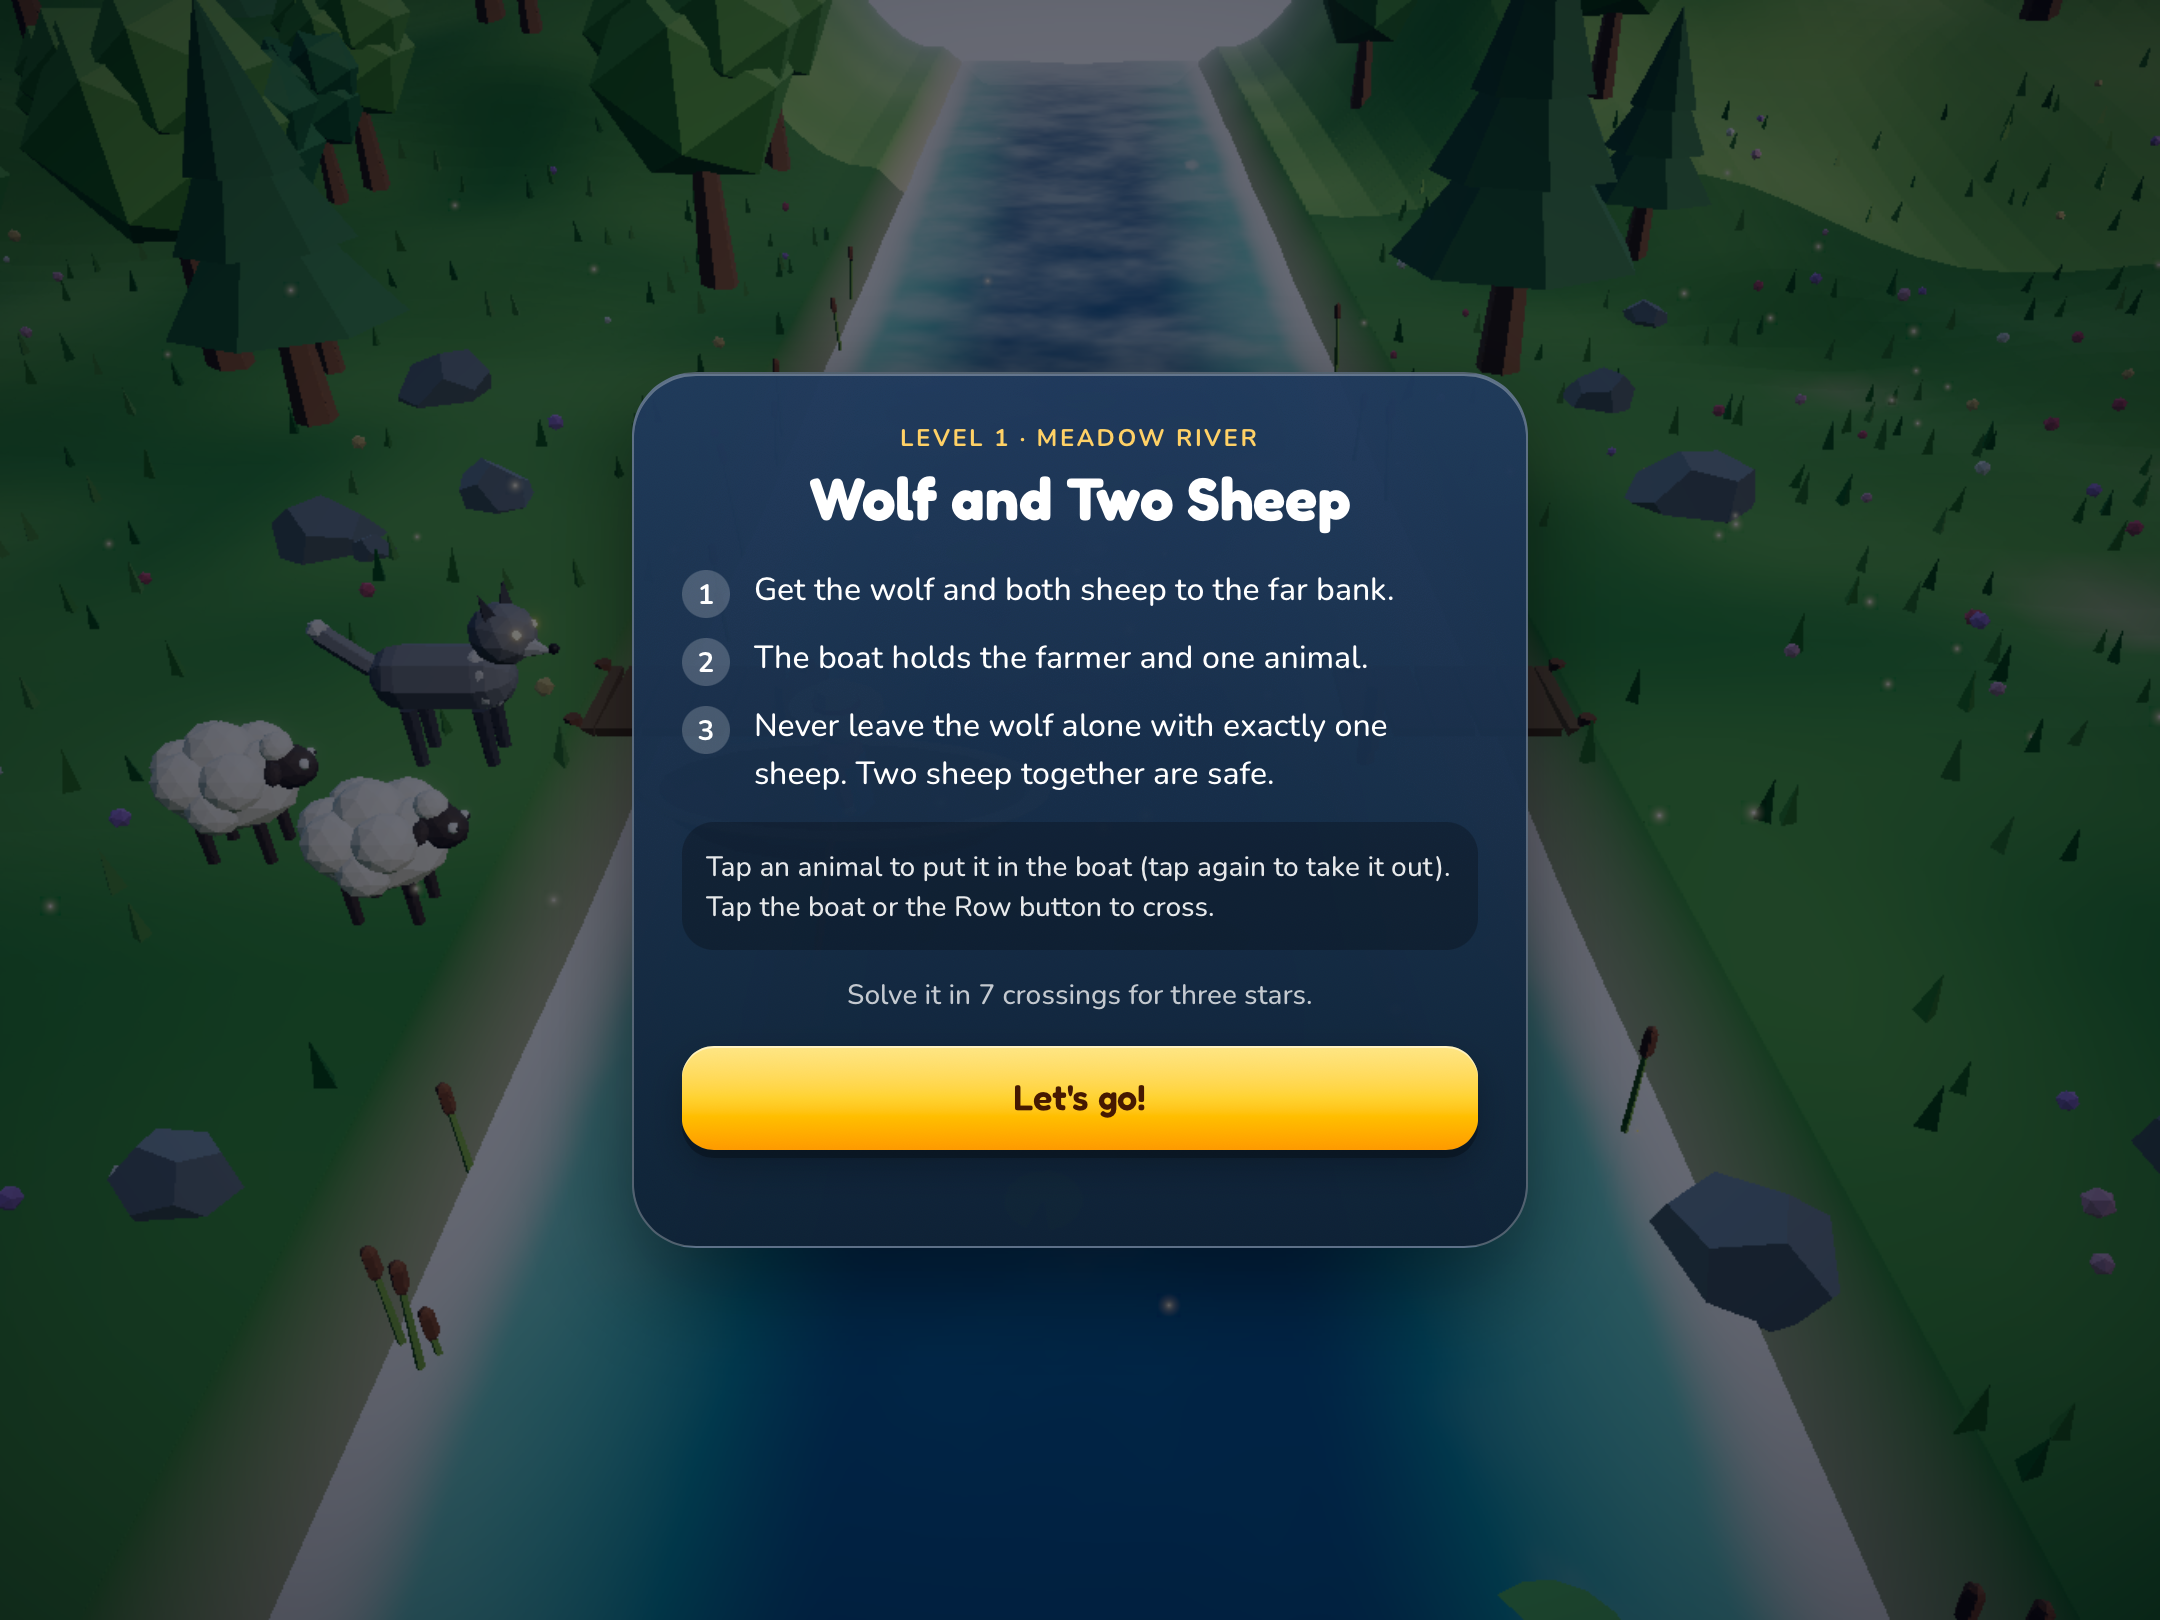 LEVEL 1 · MEADOW RIVER
Wolf and Two Sheep
1 Get the wolf and both sheep to the far bank.
2 The boat holds the farmer and one animal.
3 Never leave the wolf alone with exactly one
sheep. Two sheep together are safe.
Tap an animal to put it in the boat (tap again to take it out).
Tap the boat or the Row button to cross.
Solve it in 7 crossings for three stars.
Let's go!